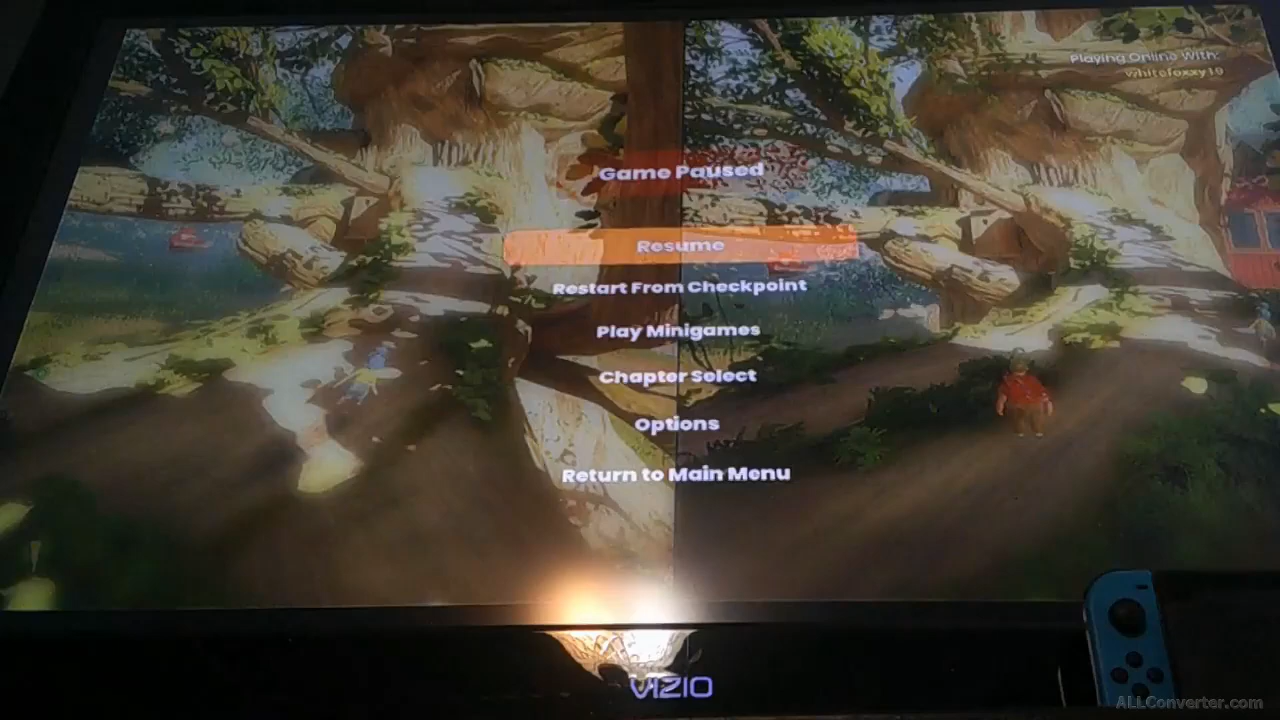 Playing Online With:
whitefoxxy19
Game Paused
Resume
Restart From Checkpoint
Play Minigames
Chapter Select
Options
Return to Main Menu
VIZIO
ALLConverter.com